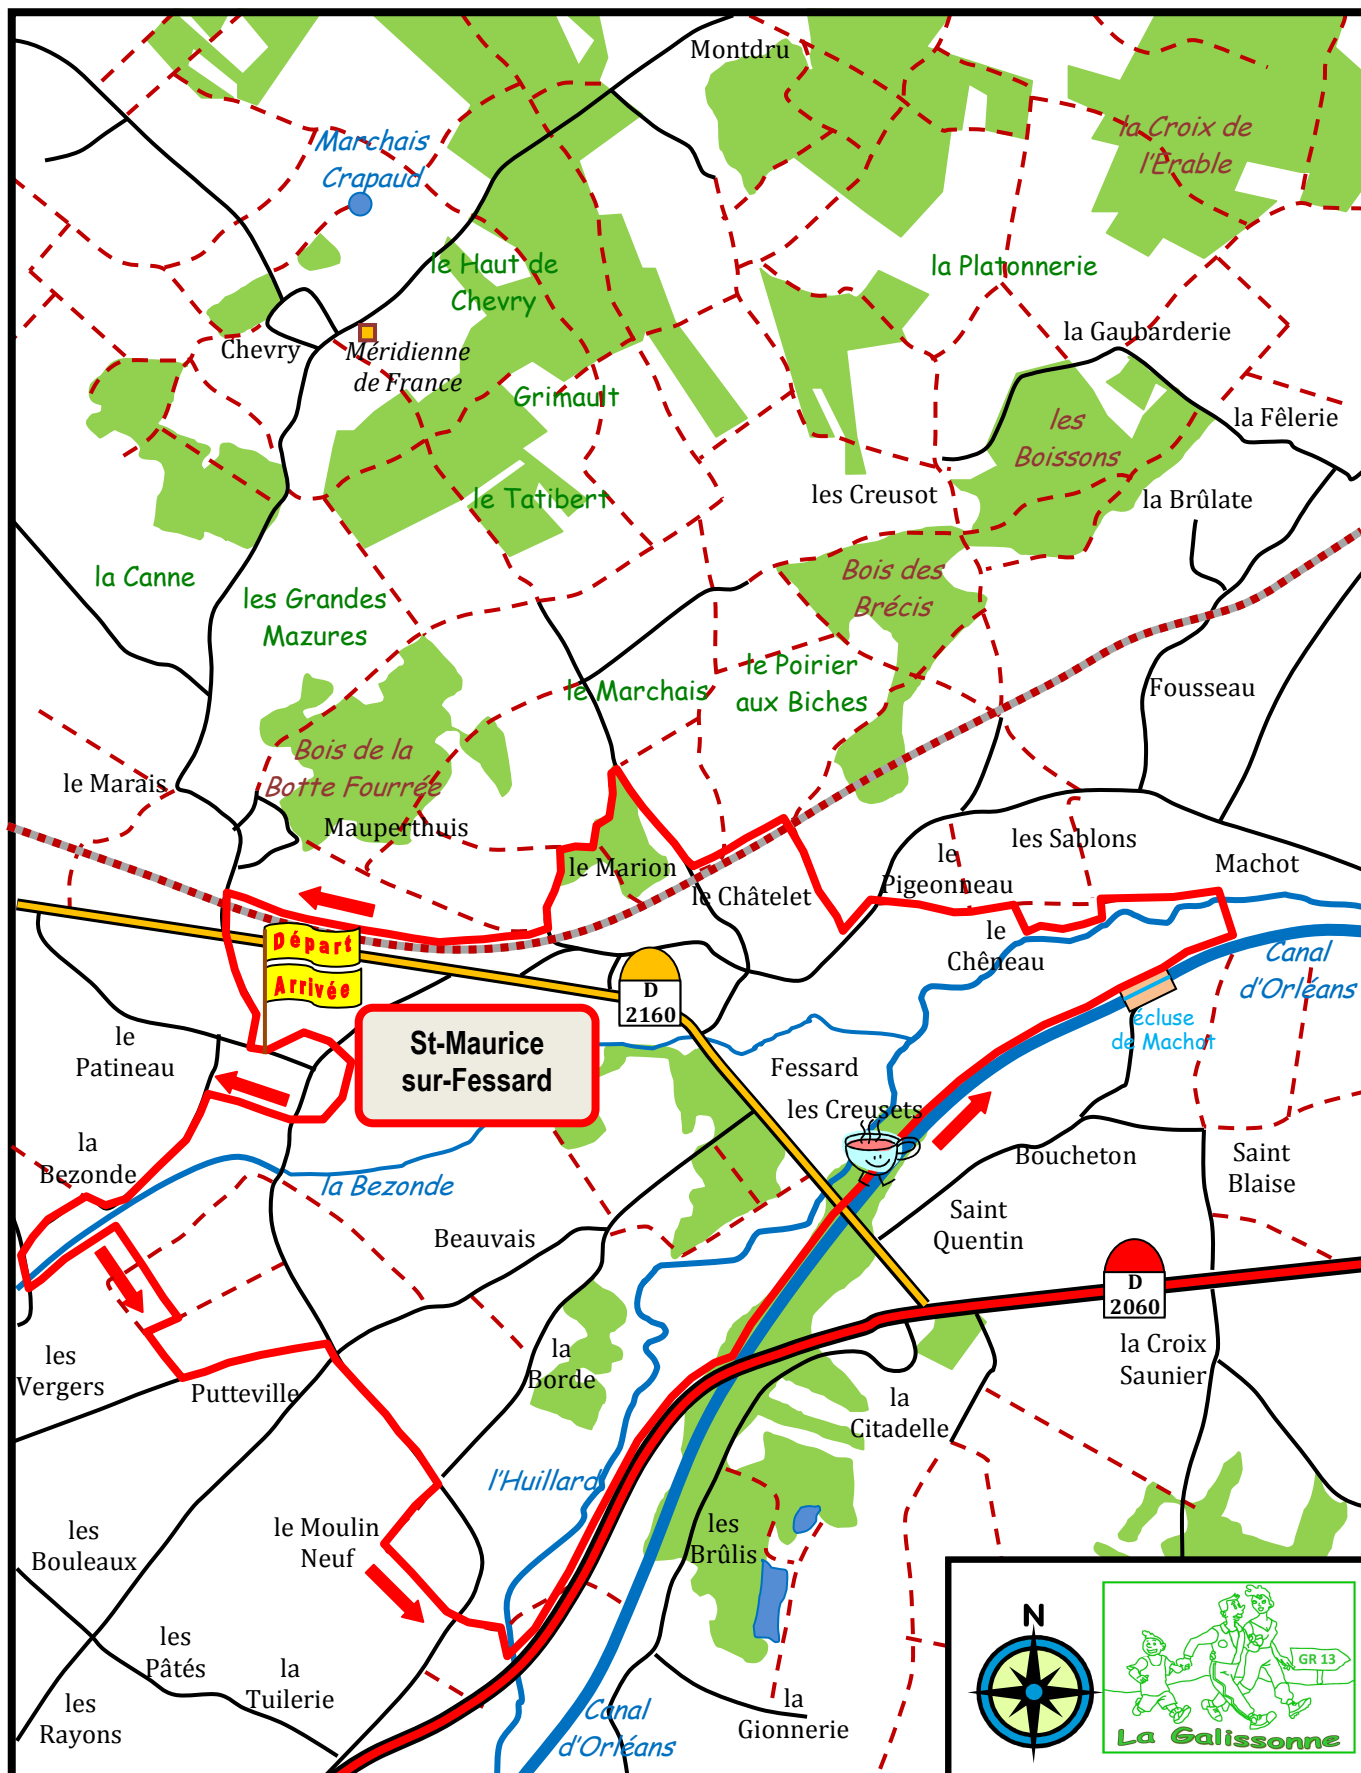 Montdru
Marchais
Crapaud
la Croix de
l'Erable
le Haut de
Chevry
la Platonnerie
Chevry
Méridienne
de France
la Gaubarderie
Grimault
les
Boissons
la Fêlerie
le Tatibert
les Creusot
la Brûlate
la Canne
les Grandes
Mazures
Bois des
Brécis
le Marchais
le Poirier
aux Biches
Fousseau
le Marais
Bois de la
Botte Fourrée
Mauperthuis
le Marion
le Châtelet
le
Pigeonneau
les Sablons
Machot
Départ
Arrivée
le
Chêneau
Canal
d'Orléans
D
2160
écluse
de Machot
le
Patineau
St-Maurice
sur-Fessard
Fessard
les Creusets
la
Bezonde
la Bezonde
Boucheton
Saint
Blaise
Beauvais
Saint
Quentin
D
2060
les
Vergers
Putteville
la
Borde
la Croix
Saunier
la
Citadelle
l'Huillard
les
Bouleaux
le Moulin
Neuf
les
Brûlis
les
Pâtés
la
Tuilerie
les
Rayons
Canal
d'Orléans
la
Gionnerie
N
GR 13
La Galissonne